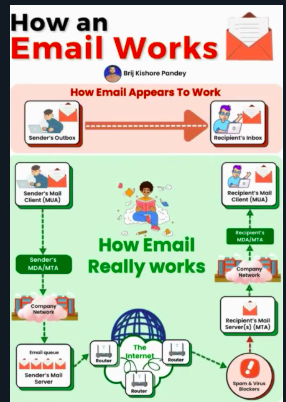 How an
Email Works
Brij Kishore Pandey
How Email Appears To Work
Sender's Outbox
Recipient's Inbox
Sender's Mail
Client (MUA)
Recipient's Mail
Client (MUA)
Sender's
MDA/MTA
Recipient's
MDA/MTA
How Email
Really works
Company
Network
Company
Network
Email queue
Sender's Mail
Server
The
Internet
Router
Router
Router
Recipient's Mail
Server(s) (MTA)
Spam & Virus
Blockers